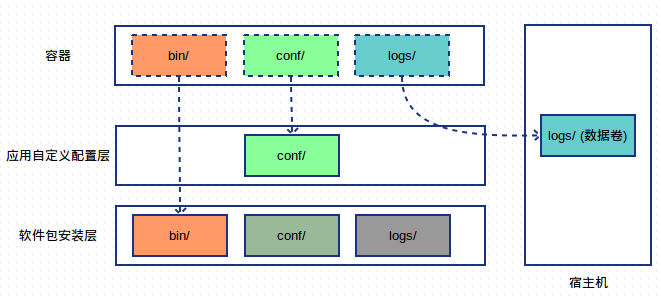 容器
bin/
conf/
logs/
logs/ (数据卷)
应用自定义配置层
conf/
软件包安装层
bin/
conf/
logs/
宿主机